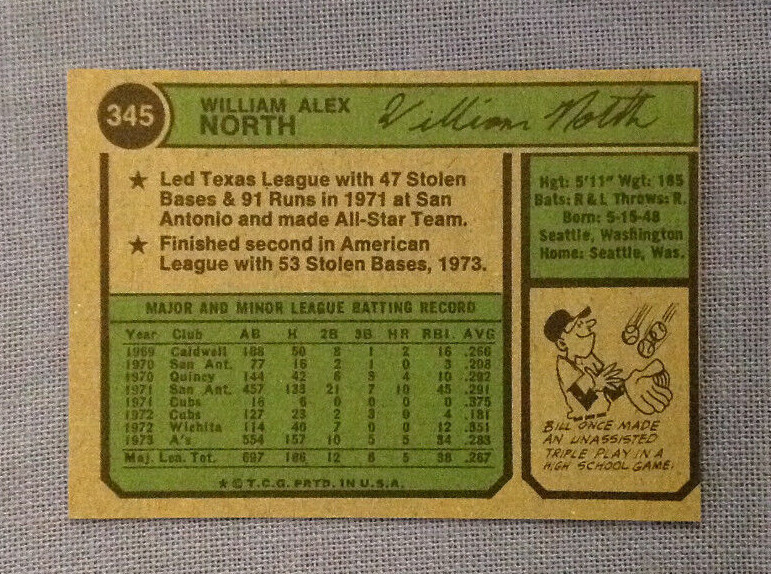 345
WILLIAM ALEX
NORTH
William North
★ Led Texas League with 47 Stolen
Bases & 91 Runs in 1971 at San
Antonio and made All-Star Team.
★ Finished second in American
League with 53 Stolen Bases, 1973.
Hgt: 5'11" Wgt: 185
Bats: R & L Throws: R.
Born: 5-15-48
Seattle, Washington
Home: Seattle, Was.
MAJOR AND MINOR LEAGUE BATTING RECORD
Year Club AB H 2B 3B HR RBI. AVG
1969 Caldwell 188 50 8 1 2 16 .266
1970 San Ant. 77 16 2 1 0 3 .208
1970 Quincy 144 42 6 3 4 10 .292
1971 San Ant. 457 133 21 7 10 45 .291
1971 Cubs 16 6 0 0 0 0 .375
1972 Cubs 127 23 2 3 0 4 .181
1972 Wichita 114 40 7 0 0 12 .351
1973 A's 554 157 10 5 5 34 .283
Maj. Lea. Tot. 697 186 12 8 5 38 .267
★ © T.C.G. PRTD. IN U.S.A.
BILL ONCE MADE
AN UNASSISTED
TRIPLE PLAY IN A
HIGH SCHOOL GAME!